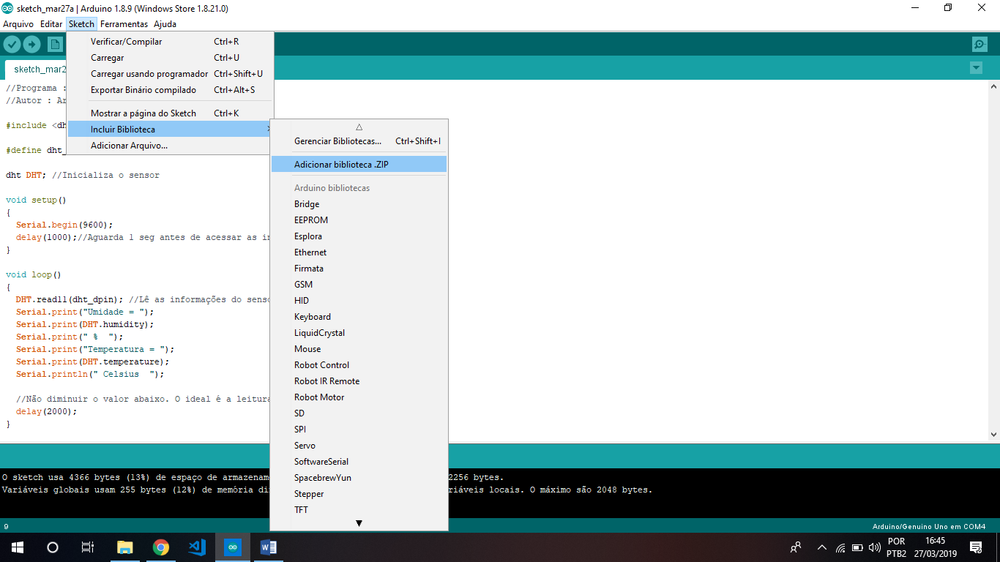 sketch_mar27a | Arduino 1.8.9 (Windows Store 1.8.21.0)
Arquivo Editar Sketch Ferramentas Ajuda
Verificar/Compilar Ctrl+R
Carregar Ctrl+U
Carregar usando programador Ctrl+Shift+U
Exportar Binário compilado Ctrl+Alt+S
Mostrar a página do Sketch Ctrl+K
Incluir Biblioteca
Adicionar Arquivo...
Gerenciar Bibliotecas... Ctrl+Shift+I
Adicionar biblioteca .ZIP
Arduino bibliotecas
Bridge
EEPROM
Esplora
Ethernet
Firmata
GSM
HID
Keyboard
LiquidCrystal
Mouse
Robot Control
Robot IR Remote
Robot Motor
SD
SPI
Servo
SoftwareSerial
SpacebrewYun
Stepper
TFT
sketch_mar2
//Programa :
//Autor : Ar
#include <dh
#define dht_
dht DHT; //Inicializa o sensor
void setup()
{
Serial.begin(9600);
delay(1000);//Aguarda 1 seg antes de acessar as in
}
void loop()
{
DHT.read11(dht_dpin); //Lê as informações do senso
Serial.print("Umidade = ");
Serial.print(DHT.humidity);
Serial.print(" %  ");
Serial.print("Temperatura = ");
Serial.print(DHT.temperature);
Serial.println(" Celsius  ");
//Não diminuir o valor abaixo. O ideal é a leitura
delay(2000);
}
O sketch usa 4366 bytes (13%) de espaço de armazenam 2256 bytes.
Variáveis globais usam 255 bytes (12%) de memória di riáveis locais. O máximo são 2048 bytes.
9 Arduino/Genuino Uno em COM4
POR 16:45
PTB2 27/03/2019